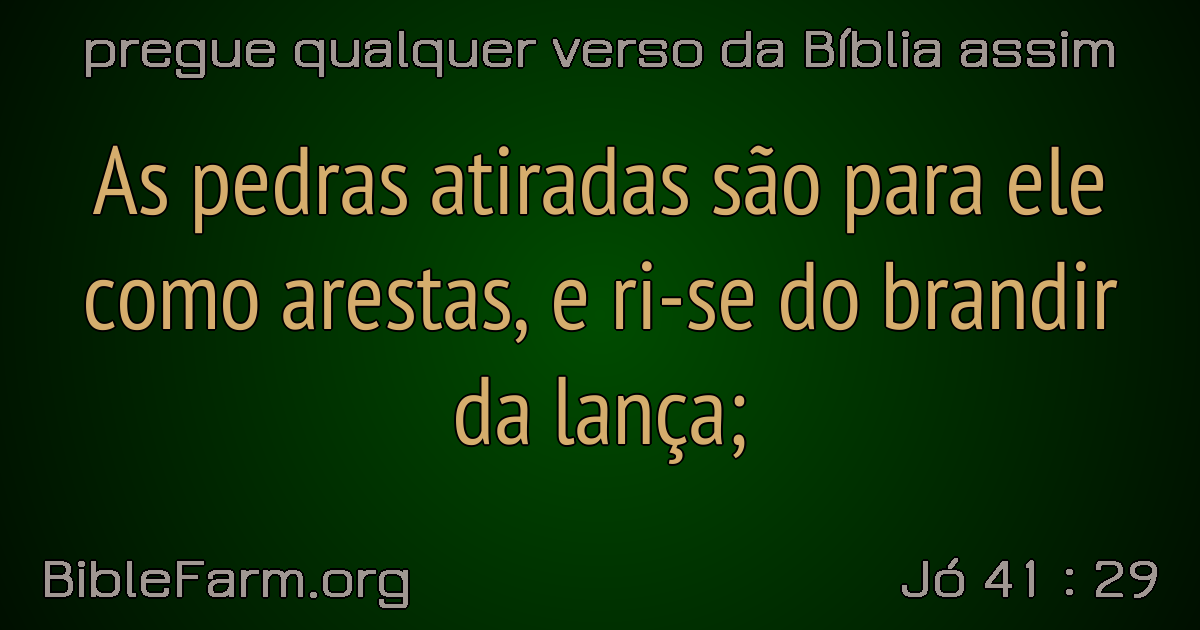 pregue qualquer verso da Bíblia assim
As pedras atiradas são para ele
como arestas, e ri-se do brandir
da lança;
BibleFarm.org
Jó 41 : 29